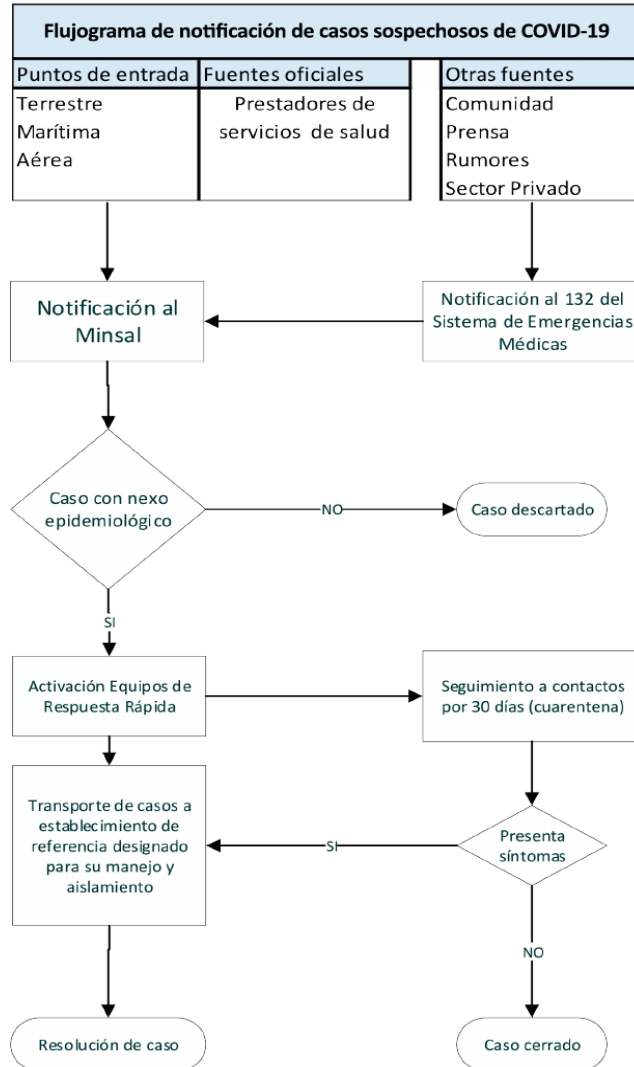 Flujograma de notificación de casos sospechosos de COVID-19
Puntos de entrada
Fuentes oficiales
Otras fuentes
Terrestre
Marítima
Aérea
Prestadores de
servicios de salud
Comunidad
Prensa
Rumores
Sector Privado
Notificación al
Minsal
Notificación al 132 del
Sistema de Emergencias
Médicas
Caso con nexo
epidemiológico
NO
Caso descartado
SI
Activación Equipos de
Respuesta Rápida
Seguimiento a contactos
por 30 días (cuarentena)
Transporte de casos a
establecimiento de
referencia designado
para su manejo y
aislamiento
SI
Presenta
síntomas
NO
Resolución de caso
Caso cerrado